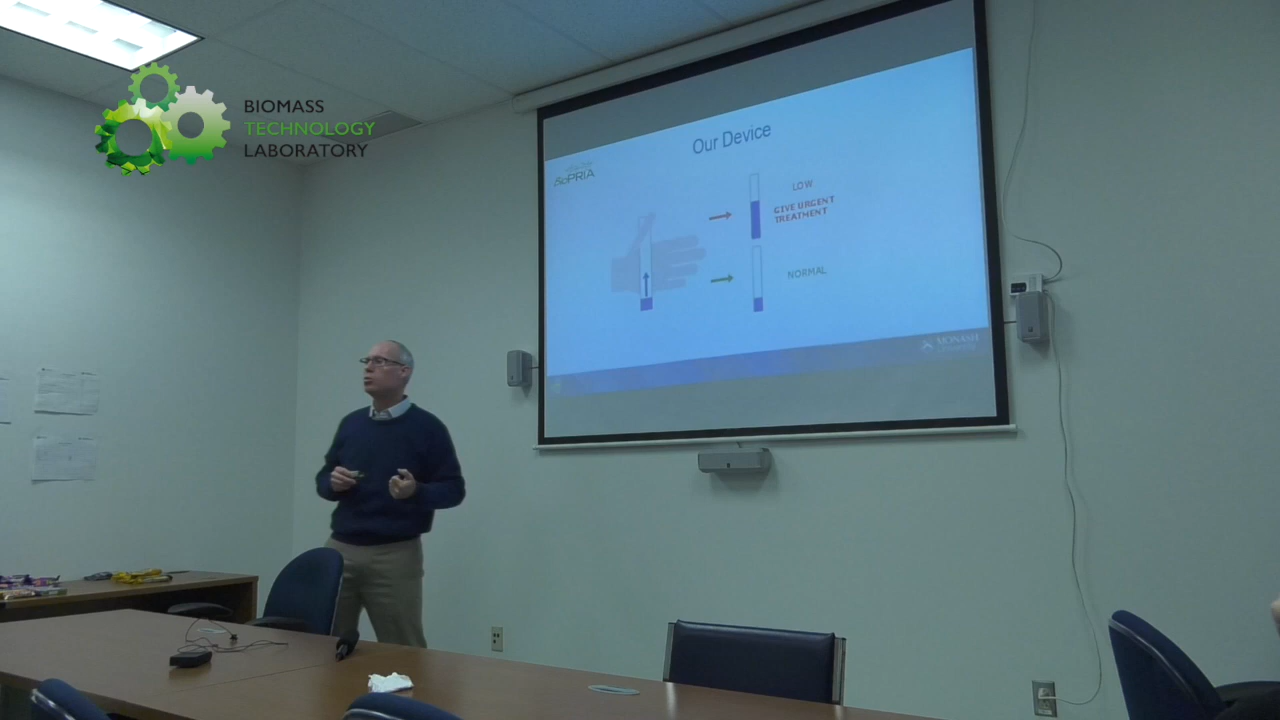 BIOMASS
TECHNOLOGY
LABORATORY
Our Device
BioPRIA
LOW
GIVE URGENT
TREATMENT
NORMAL
MONASH